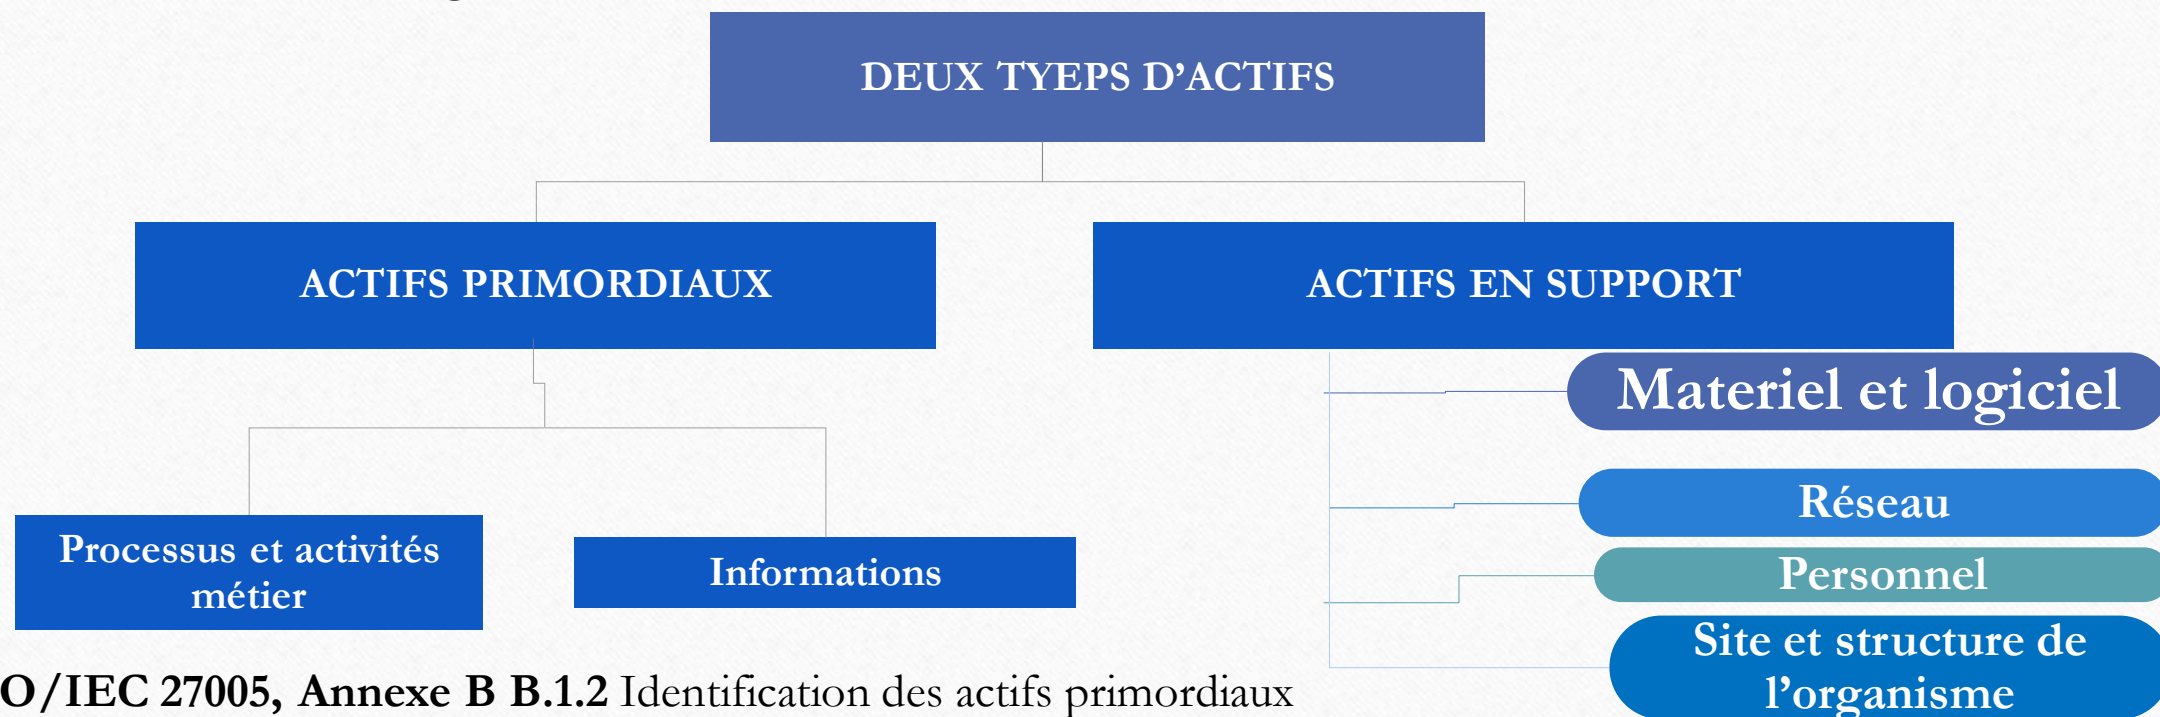 DEUX TYEPS D’ACTIFS
ACTIFS PRIMORDIAUX
ACTIFS EN SUPPORT
Materiel et logiciel
Réseau
Personnel
Site et structure de
l’organisme
Processus et activités
métier
Informations
O/IEC 27005, Annexe B B.1.2 Identification des actifs primordiaux